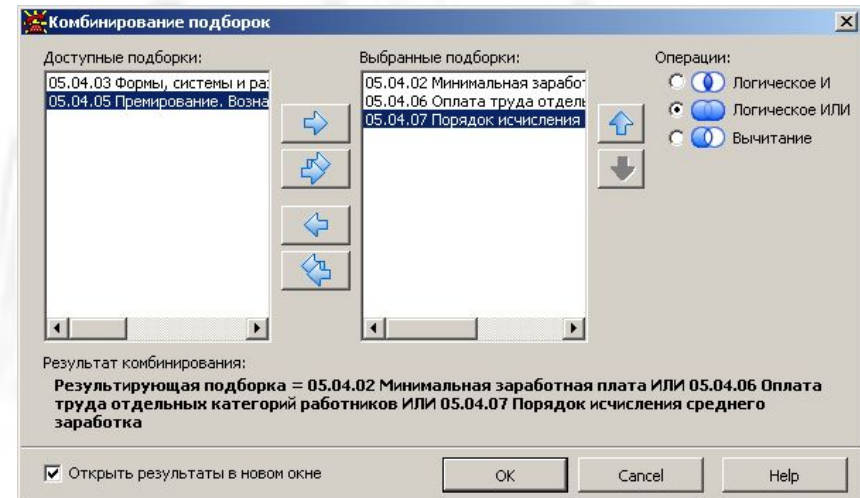 Комбинирование подборок
Доступные подборки:
05.04.03 Формы, системы и ра
05.04.05 Премирование. Возна
Выбранные подборки:
05.04.02 Минимальная зарабо
05.04.06 Оплата труда отдель
05.04.07 Порядок исчисления
Операции:
Логическое И
Логическое ИЛИ
Вычитание
Результат комбинирования:
Результирующая подборка = 05.04.02 Минимальная заработная плата ИЛИ 05.04.06 Оплата
труда отдельных категорий работников ИЛИ 05.04.07 Порядок исчисления среднего
заработка
Открыть результаты в новом окне
OK
Cancel
Help